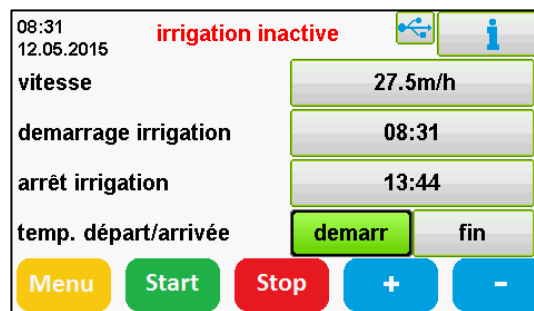 08:31
12.05.2015
irrigation inactive
i
vitesse 27.5m/h
demarrage irrigation 08:31
arrêt irrigation 13:44
temp. départ/arrivée demarr fin
Menu Start Stop + -